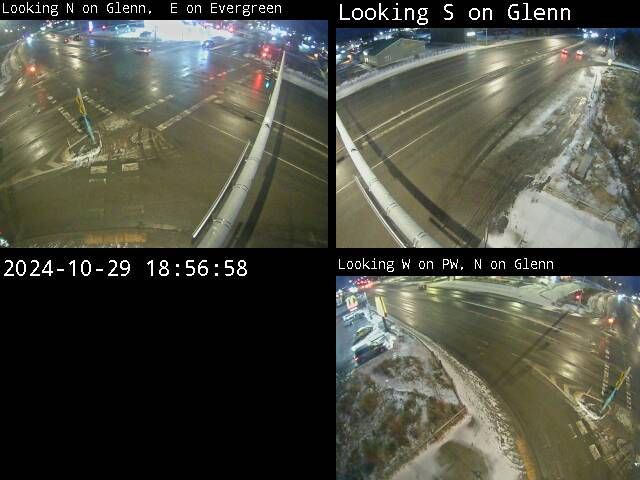 Looking N on Glenn,  E on Evergreen
Looking S on Glenn
2024-10-29 18:56:58
Looking W on PW, N on Glenn